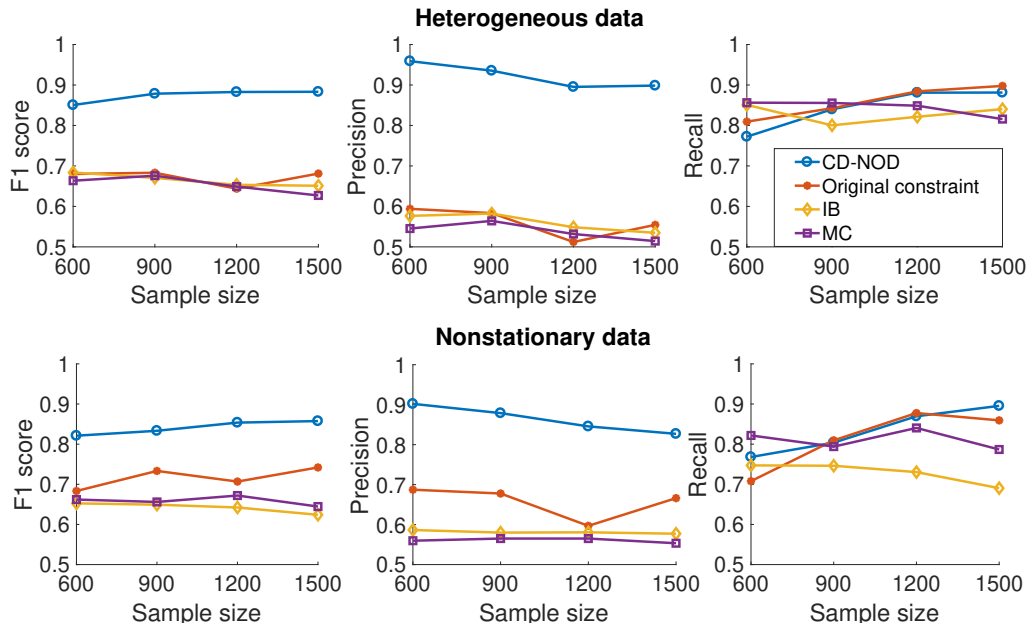 Heterogeneous data
1
0.9
0.8
0.7
0.6
0.5
F1 score
600 900 1200 1500
Sample size
1
0.9
0.8
0.7
0.6
0.5
Precision
600 900 1200 1500
Sample size
1
0.9
0.8
0.7
0.6
0.5
Recall
CD-NOD
Original constraint
IB
MC
600 900 1200 1500
Sample size
Nonstationary data
1
0.9
0.8
0.7
0.6
0.5
F1 score
600 900 1200 1500
Sample size
1
0.9
0.8
0.7
0.6
0.5
Precision
600 900 1200 1500
Sample size
1
0.9
0.8
0.7
0.6
0.5
Recall
600 900 1200 1500
Sample size